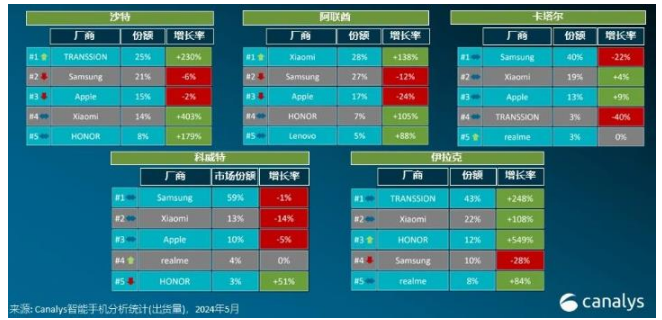 沙特
厂商 份额 增长率
#1 TRANSSION 25% +230%
#2 Samsung 21% -6%
#3 Apple 15% -2%
#4 Xiaomi 14% +403%
#5 HONOR 8% +179%
阿联酋
厂商 份额 增长率
#1 Xiaomi 28% +138%
#2 Samsung 27% -12%
#3 Apple 17% -24%
#4 HONOR 7% +105%
#5 Lenovo 5% +88%
卡塔尔
厂商 份额 增长率
#1 Samsung 40% -22%
#2 Xiaomi 19% +4%
#3 Apple 13% +9%
#4 TRANSSION 3% -40%
#5 realme 3% 0%
科威特
厂商 市场份额 增长率
#1 Samsung 59% -1%
#2 Xiaomi 13% -14%
#3 Apple 10% -5%
#4 realme 4% 0%
#5 HONOR 3% +51%
伊拉克
厂商 份额 增长率
#1 TRANSSION 43% +248%
#2 Xiaomi 22% +108%
#3 HONOR 12% +549%
#4 Samsung 10% -28%
#5 realme 8% +84%
来源: Canalys智能手机分析统计(出货量), 2024年5月
canalys